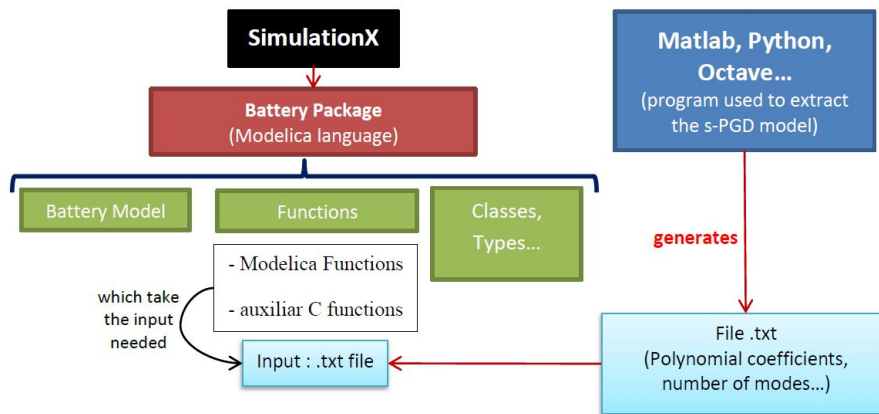 SimulationX
Matlab, Python,
Octave...
(program used to extract
the s-PGD model)
Battery Package
(Modelica language)
Battery Model
Functions
Classes,
Types...
- Modelica Functions
- auxiliar C functions
generates
which take
the input
needed
Input : .txt file
File .txt
(Polynomial coefficients,
number of modes...)